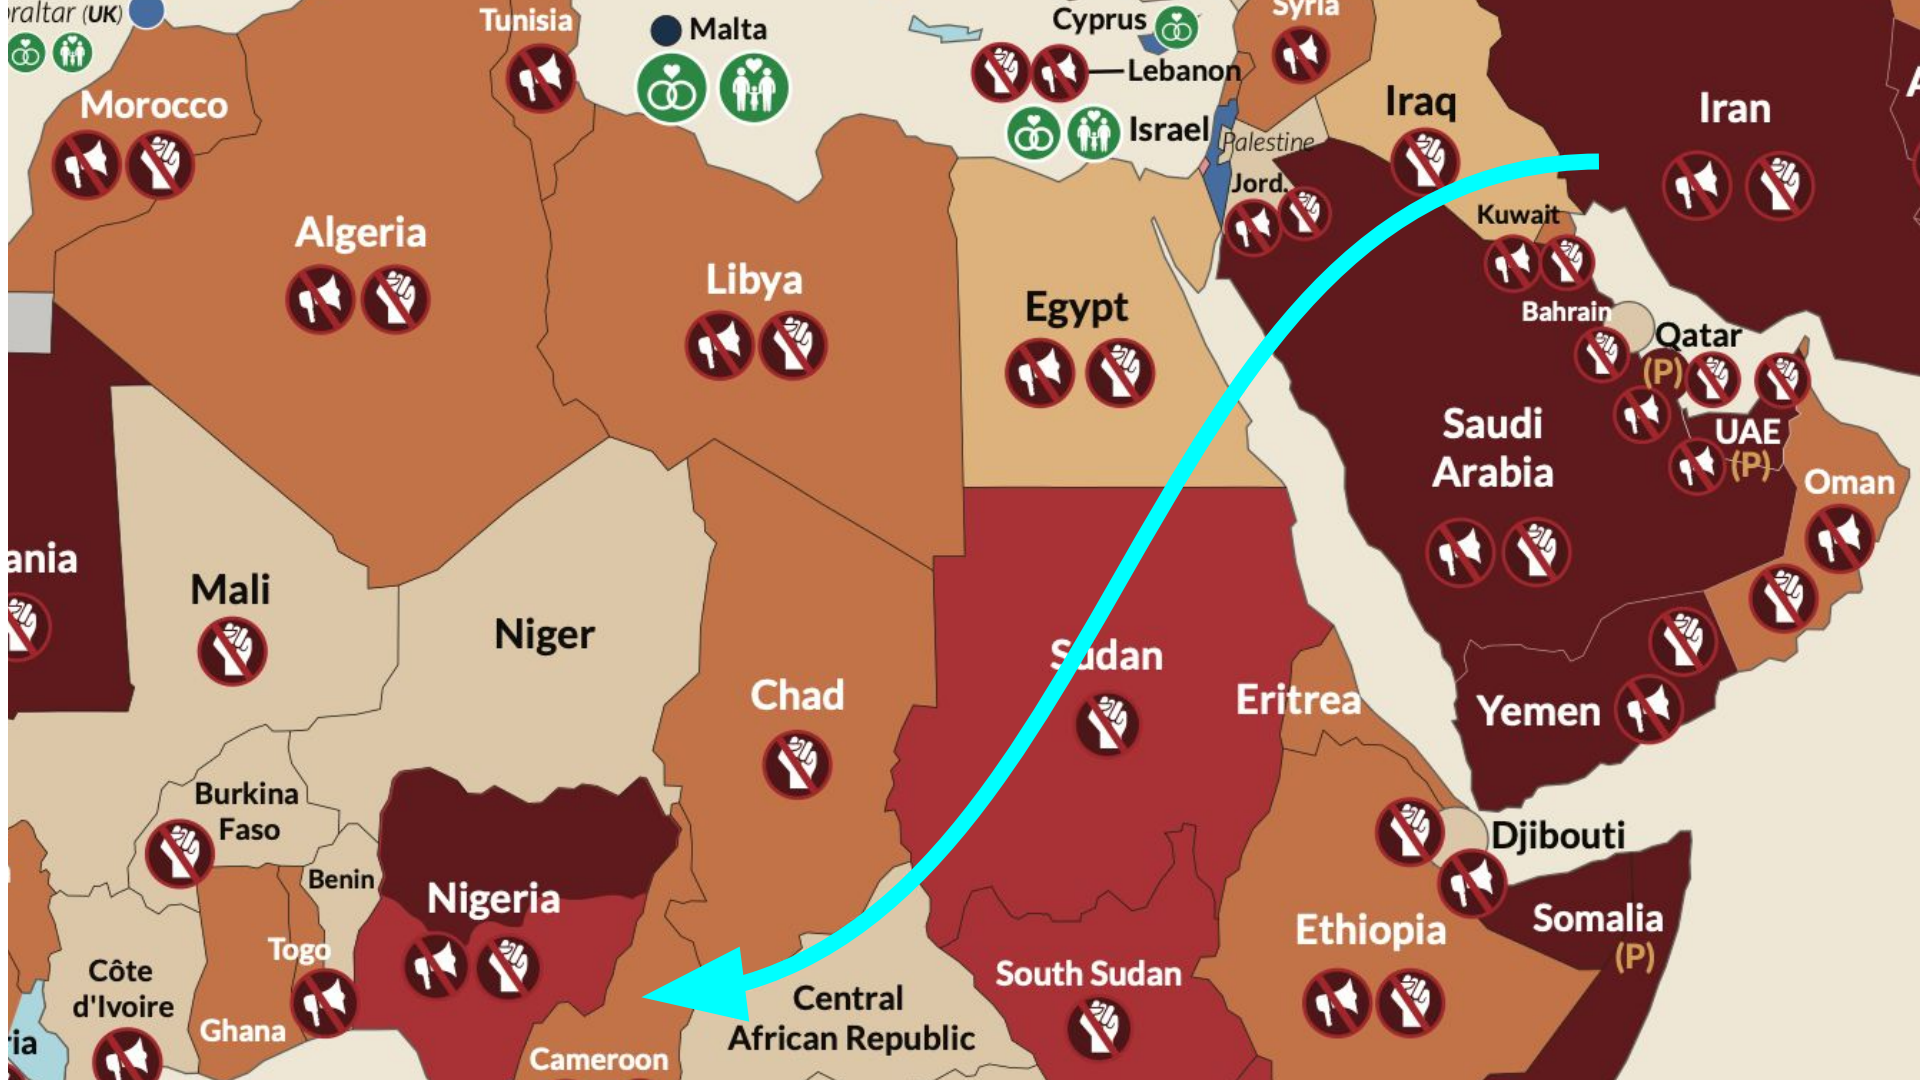 raltar (UK)
Tunisia
Malta
Cyprus
Syria
Morocco
Lebanon
Iraq
Iran
Israel
Palestine
Jord.
Algeria
Kuwait
Libya
Egypt
Bahrain
Qatar
(P)
Saudi
Arabia
UAE
(P)
Oman
ania
Mali
Niger
Sudan
Chad
Eritrea
Yemen
Burkina
Faso
Djibouti
Benin
Nigeria
Somalia
(P)
Ethiopia
Togo
Côte
d'Ivoire
South Sudan
Central
African Republic
Ghana
ria
Cameroon